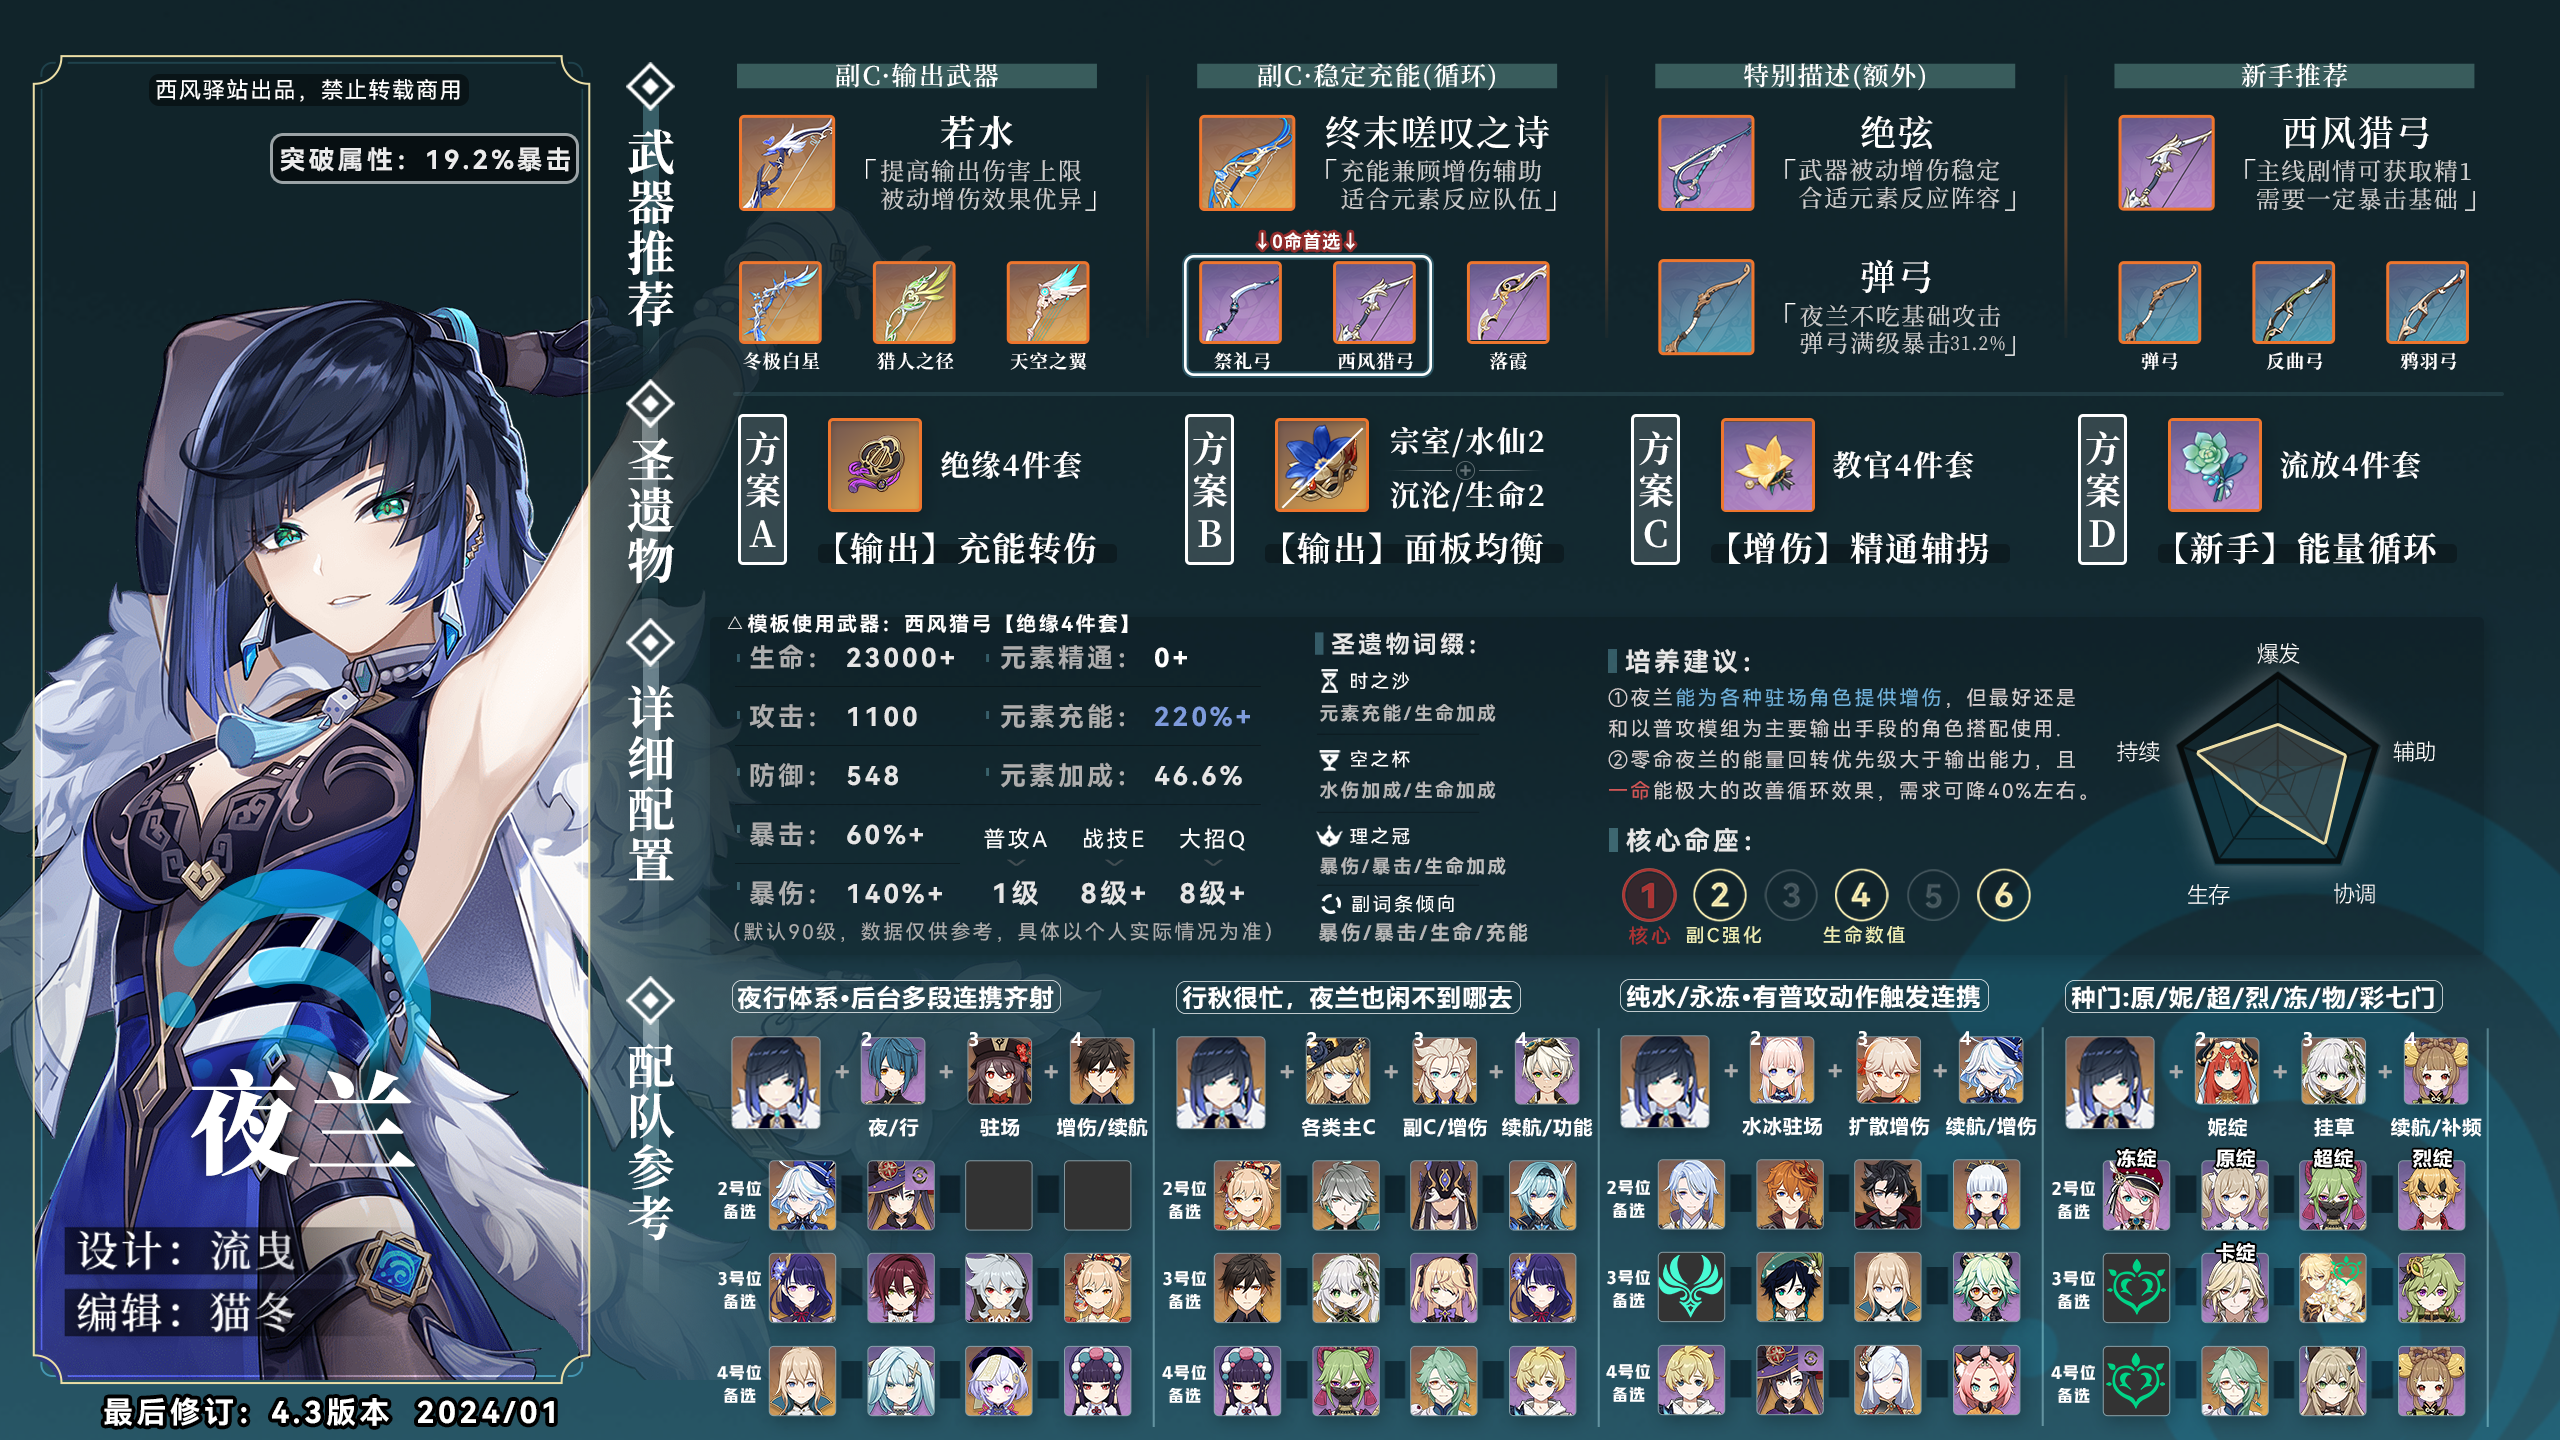 西风驿站出品，禁止转载商用
突破属性：19.2%暴击
夜兰
设计：流曳
编辑：猫冬
最后修订：4.3版本 2024/01
武器推荐
副C·输出武器
若水
「提高输出伤害上限
被动增伤效果优异」
冬极白星
猎人之径
天空之翼
副C·稳定充能(循环)
终末嗟叹之诗
「充能兼顾增伤辅助
适合元素反应队伍」
↓0命首选↓
祭礼弓
西风猎弓
落霞
特别描述(额外)
绝弦
「武器被动增伤稳定
合适元素反应阵容」
弹弓
「夜兰不吃基础攻击
弹弓满级暴击31.2%」
新手推荐
西风猎弓
「主线剧情可获取精1
需要一定暴击基础」
弹弓
反曲弓
鸦羽弓
圣遗物
方案A
绝缘4件套
【输出】充能转伤
方案B
宗室/水仙2
沉沦/生命2
【输出】面板均衡
方案C
教官4件套
【增伤】精通辅拐
方案D
流放4件套
【新手】能量循环
详细配置
△模板使用武器：西风猎弓【绝缘4件套】
生命：23000+ 元素精通：0+
攻击：1100 元素充能：220%+
防御：548 元素加成：46.6%
暴击：60%+ 普攻A 战技E 大招Q
暴伤：140%+ 1级 8级+ 8级+
(默认90级，数据仅供参考，具体以个人实际情况为准)
圣遗物词缀：
时之沙
元素充能/生命加成
空之杯
水伤加成/生命加成
理之冠
暴伤/暴击/生命加成
副词条倾向
暴伤/暴击/生命/充能
培养建议：
①夜兰能为各种驻场角色提供增伤，但最好还是
和以普攻模组为主要输出手段的角色搭配使用.
②零命夜兰的能量回转优先级大于输出能力，且
一命能极大的改善循环效果，需求可降40%左右。
核心命座：
1 2 3 4 5 6
核心 副C强化 生命数值
爆发
持续
辅助
生存
协调
配队参考
夜行体系·后台多段连携齐射
2 3 4
夜/行 驻场 增伤/续航
2号位备选
3号位备选
4号位备选
行秋很忙，夜兰也闲不到哪去
2 3 4
各类主C 副C/增伤 续航/功能
2号位备选
3号位备选
4号位备选
纯水/永冻·有普攻动作触发连携
2 3 4
水冰驻场 扩散增伤 续航/增伤
2号位备选
3号位备选
4号位备选
种门:原/妮/超/烈/冻/物/彩七门
2 3 4
妮绽 挂草 续航/补频
冻绽 原绽 超绽 烈绽
2号位备选
卡绽
3号位备选
4号位备选